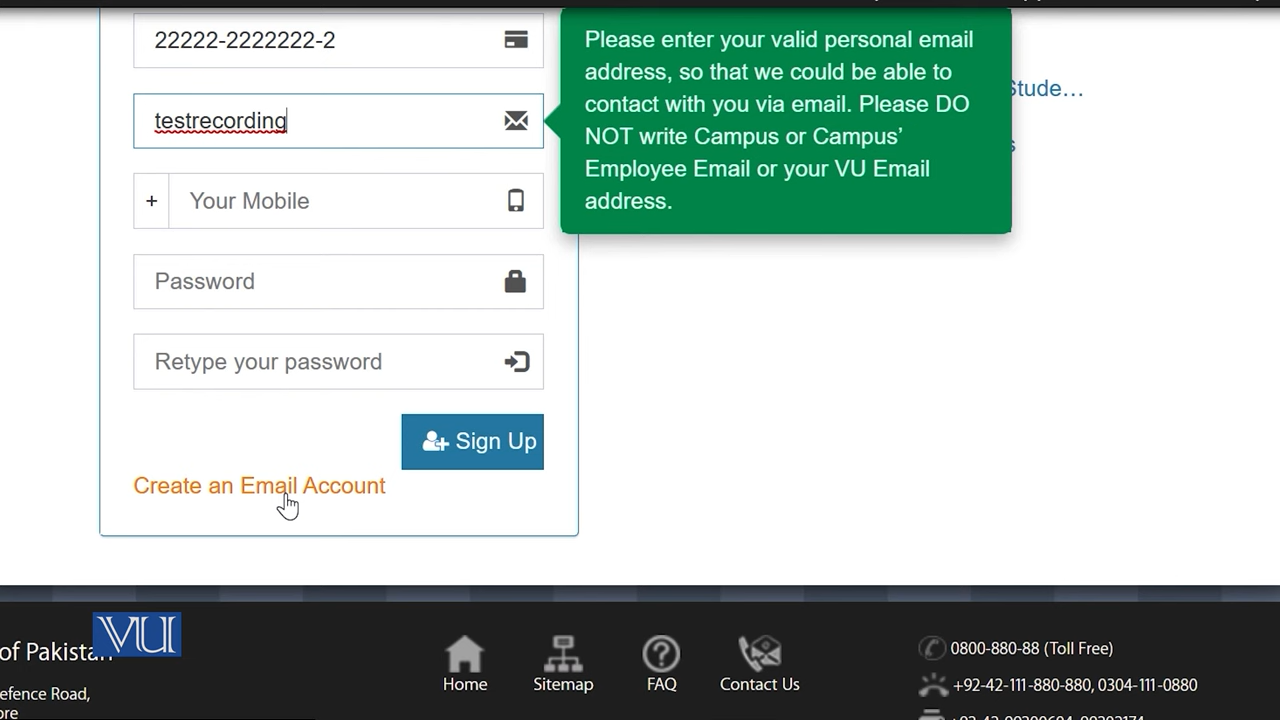 22222-2222222-2
Please enter your valid personal email
address, so that we could be able to
contact with you via email. Please DO
NOT write Campus or Campus'
Employee Email or your VU Email
address.
Stude...
testrecording
+ Your Mobile
Password
Retype your password
Sign Up
Create an Email Account
VU
of Pakistan
efence Road,
ore
Home
Sitemap
FAQ
Contact Us
0800-880-88 (Toll Free)
+92-42-111-880-880, 0304-111-0880